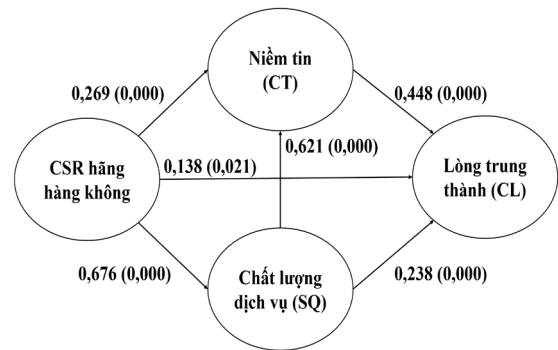 Niềm tin
(CT)
0,269 (0,000)
0,448 (0,000)
0,621 (0,000)
CSR hãng
hàng không
0,138 (0,021)
Lòng trung
thành (CL)
0,676 (0,000)
Chất lượng
dịch vụ (SQ)
0,238 (0,000)